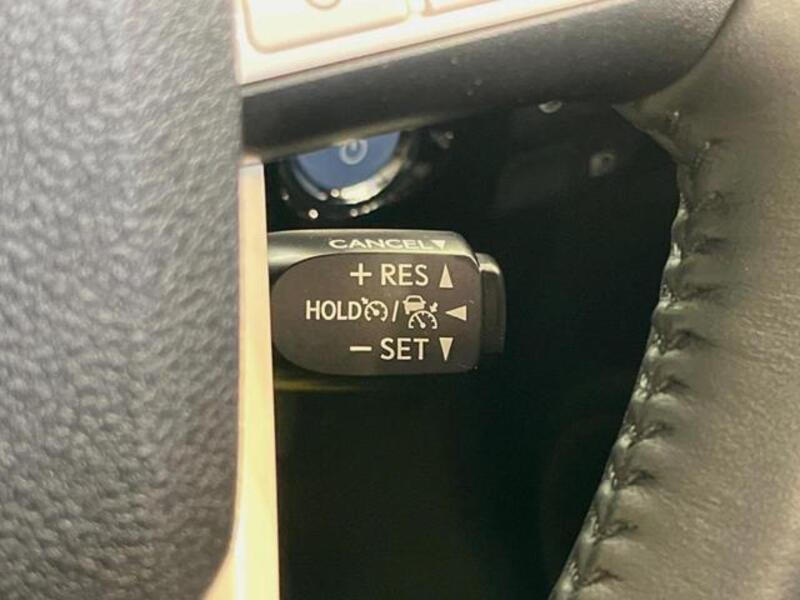 CANCEL▼
+ RES ▲
HOLD / ◄
− SET ▼